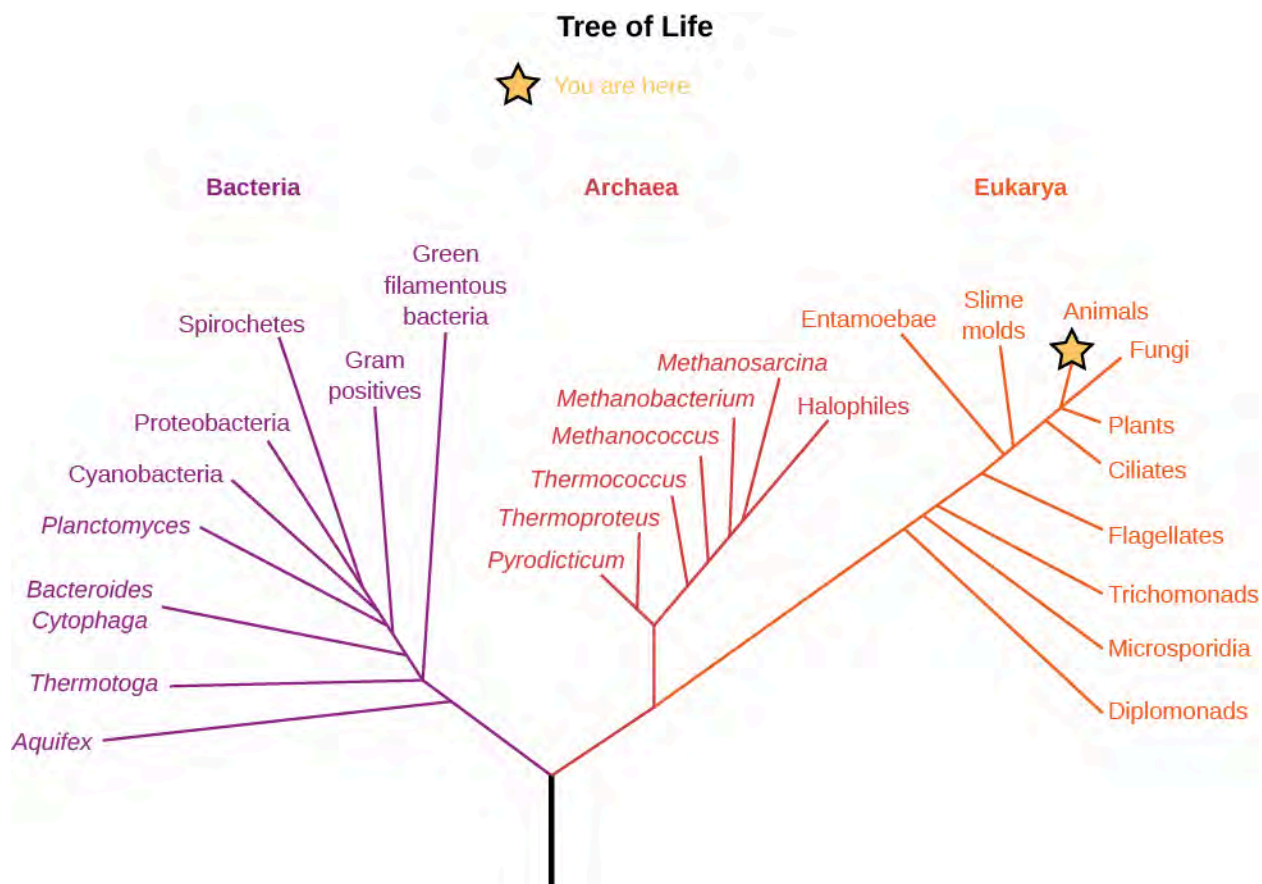 Tree of Life
You are here
Bacteria
Archaea
Eukarya
Green
filamentous
bacteria
Spirochetes
Gram
positives
Proteobacteria
Cyanobacteria
Planctomyces
Bacteroides
Cytophaga
Thermotoga
Aquifex
Methanosarcina
Methanobacterium
Halophiles
Methanococcus
Thermococcus
Thermoproteus
Pyrodicticum
Entamoebae
Slime
molds
Animals
Fungi
Plants
Ciliates
Flagellates
Trichomonads
Microsporidia
Diplomonads